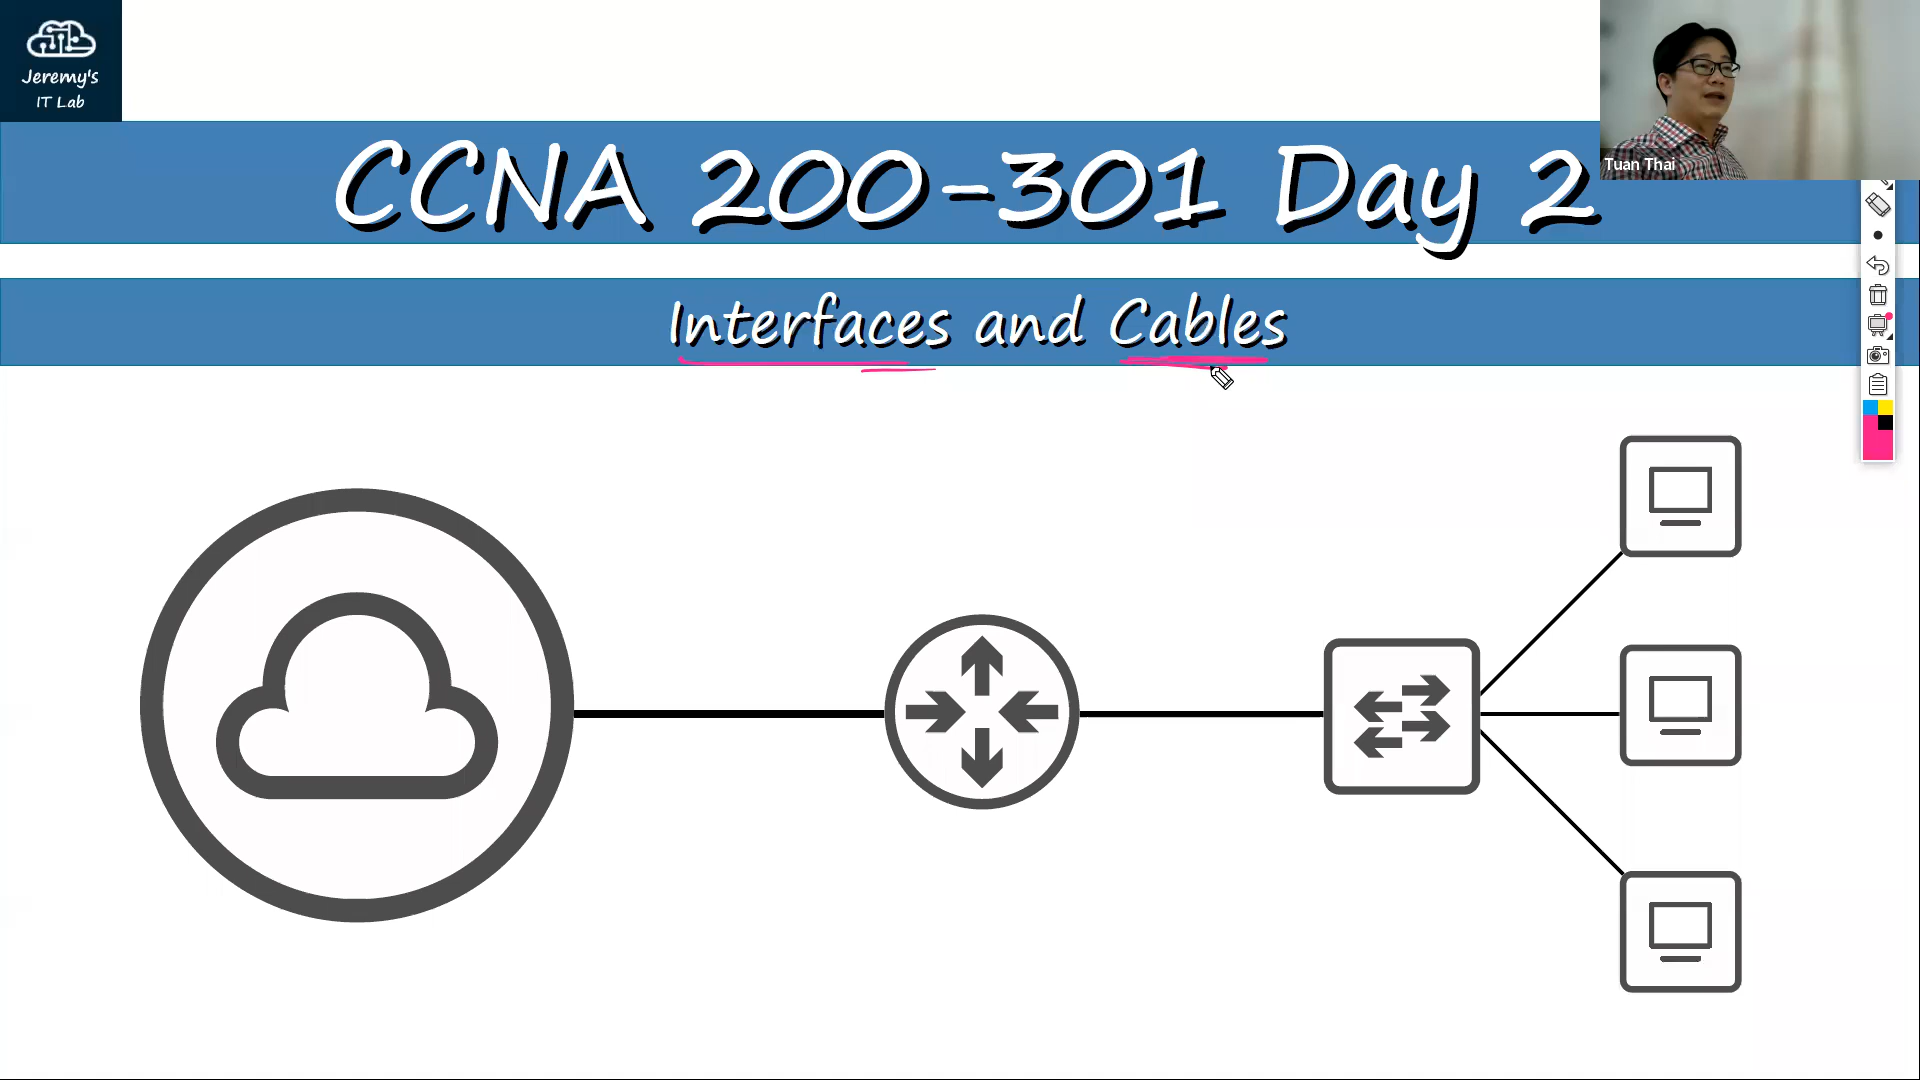 Jeremy's
IT Lab
CCNA 200-301 Day 2
Tuan Thai
Interfaces and Cables